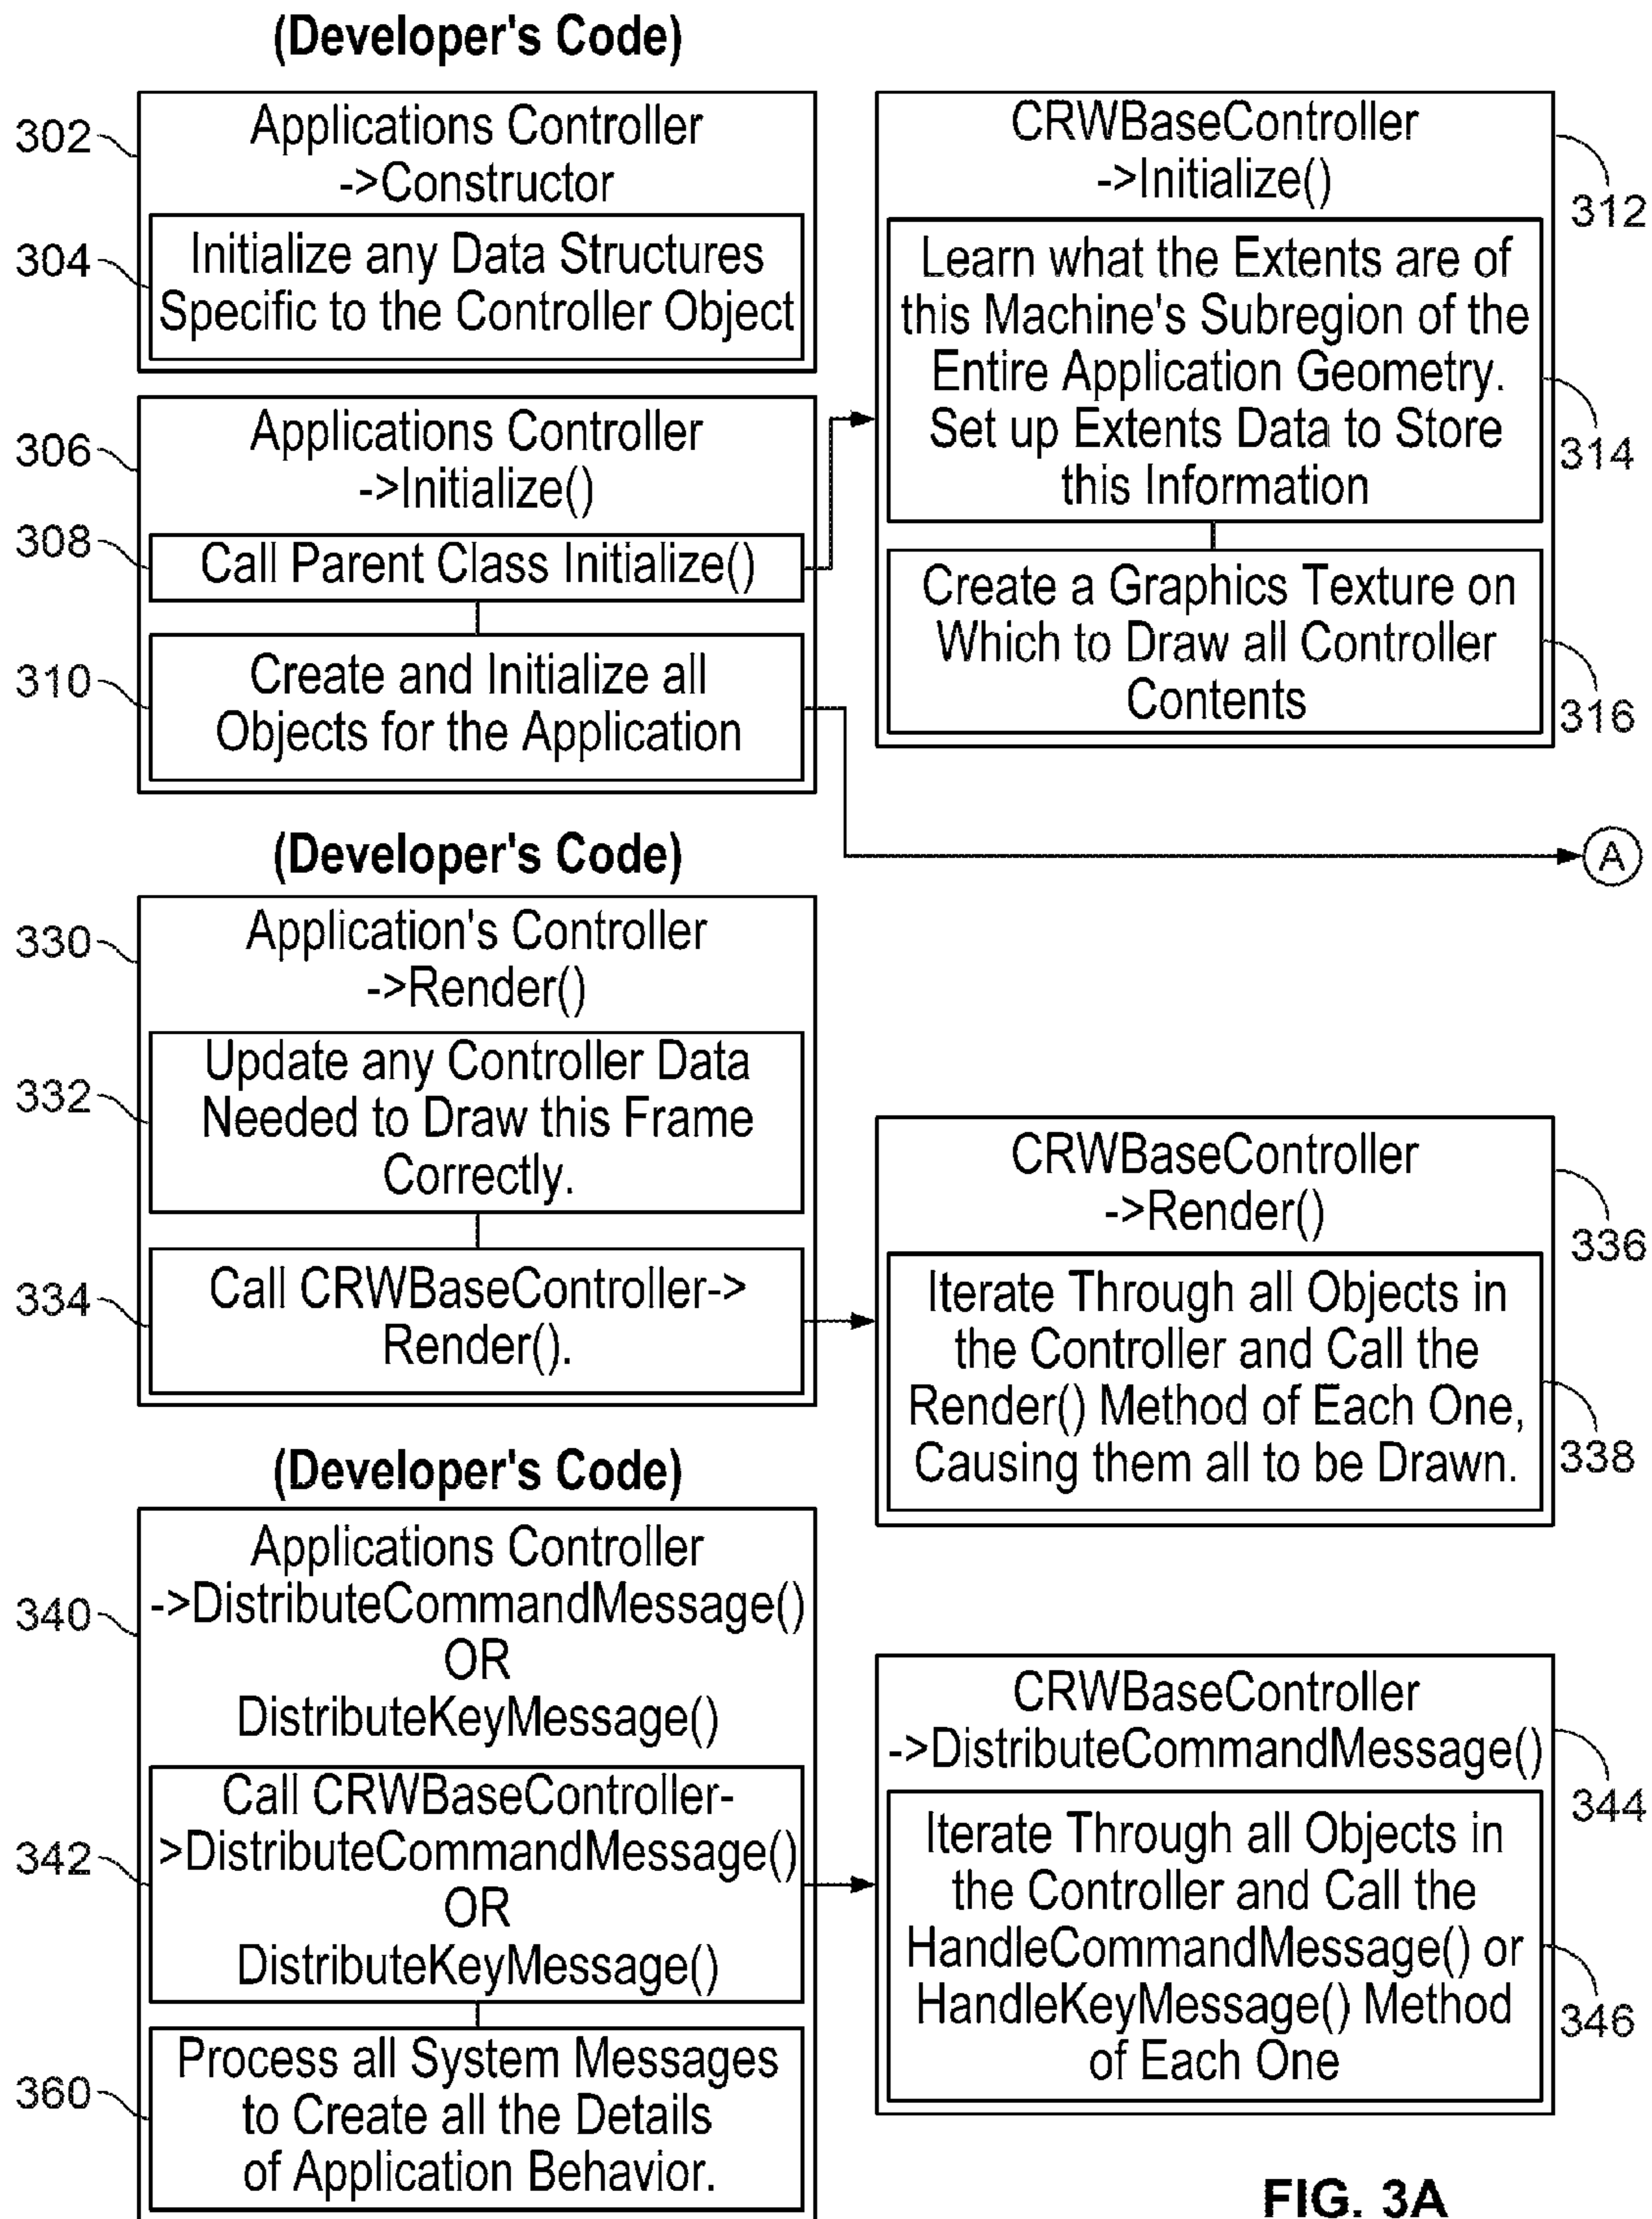 (Developer's Code)
302
Applications Controller
->Constructor
304
Initialize any Data Structures
Specific to the Controller Object
306
Applications Controller
->Initialize()
308
Call Parent Class Initialize()
310
Create and Initialize all
Objects for the Application
CRWBaseController
->Initialize()
312
Learn what the Extents are of
this Machine's Subregion of the
Entire Application Geometry.
Set up Extents Data to Store
this Information
314
Create a Graphics Texture on
Which to Draw all Controller
Contents
316
A
(Developer's Code)
330
Application's Controller
->Render()
332
Update any Controller Data
Needed to Draw this Frame
Correctly.
334
Call CRWBaseController->
Render().
CRWBaseController
->Render()
336
Iterate Through all Objects in
the Controller and Call the
Render() Method of Each One,
Causing them all to be Drawn.
338
(Developer's Code)
340
Applications Controller
->DistributeCommandMessage()
OR
DistributeKeyMessage()
342
Call CRWBaseController-
>DistributeCommandMessage()
OR
DistributeKeyMessage()
360
Process all System Messages
to Create all the Details
of Application Behavior.
CRWBaseController
->DistributeCommandMessage()
344
Iterate Through all Objects in
the Controller and Call the
HandleCommandMessage() or
HandleKeyMessage() Method
of Each One
346
FIG. 3A